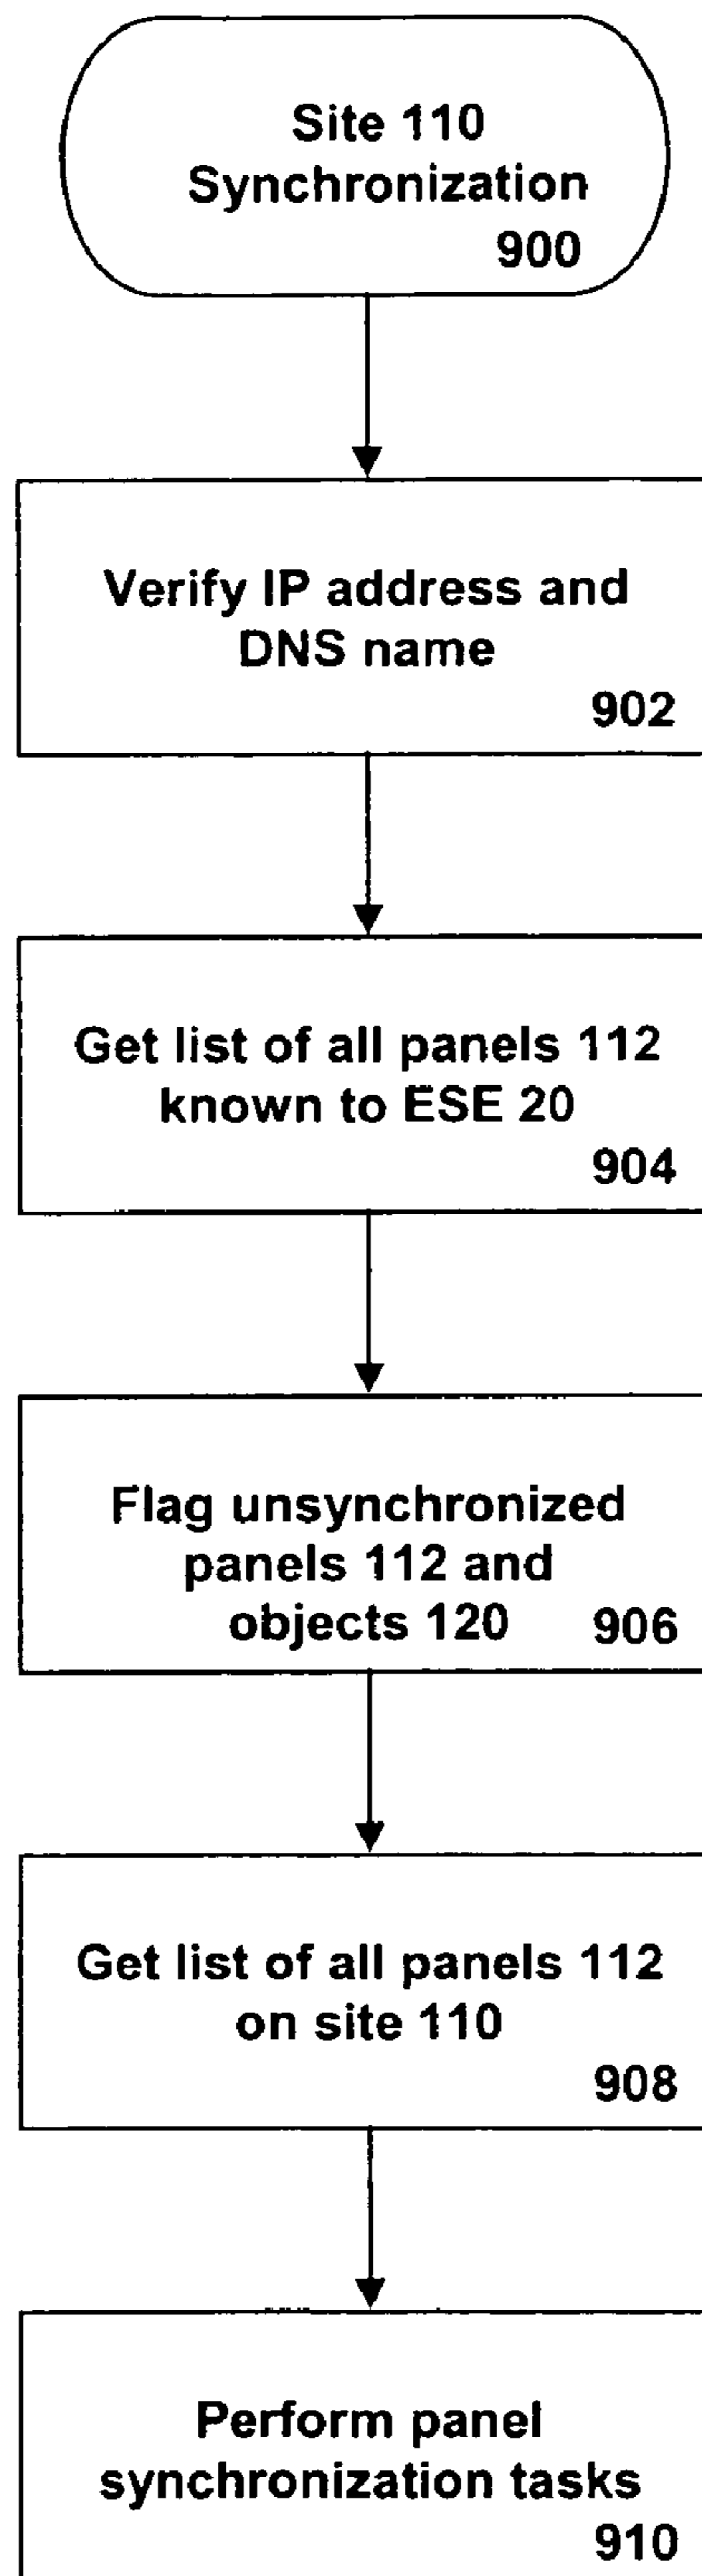 Site 110
Synchronization
900
Verify IP address and
DNS name
902
Get list of all panels 112
known to ESE 20
904
Flag unsynchronized
panels 112 and
objects 120 906
Get list of all panels 112
on site 110
908
Perform panel
synchronization tasks
910